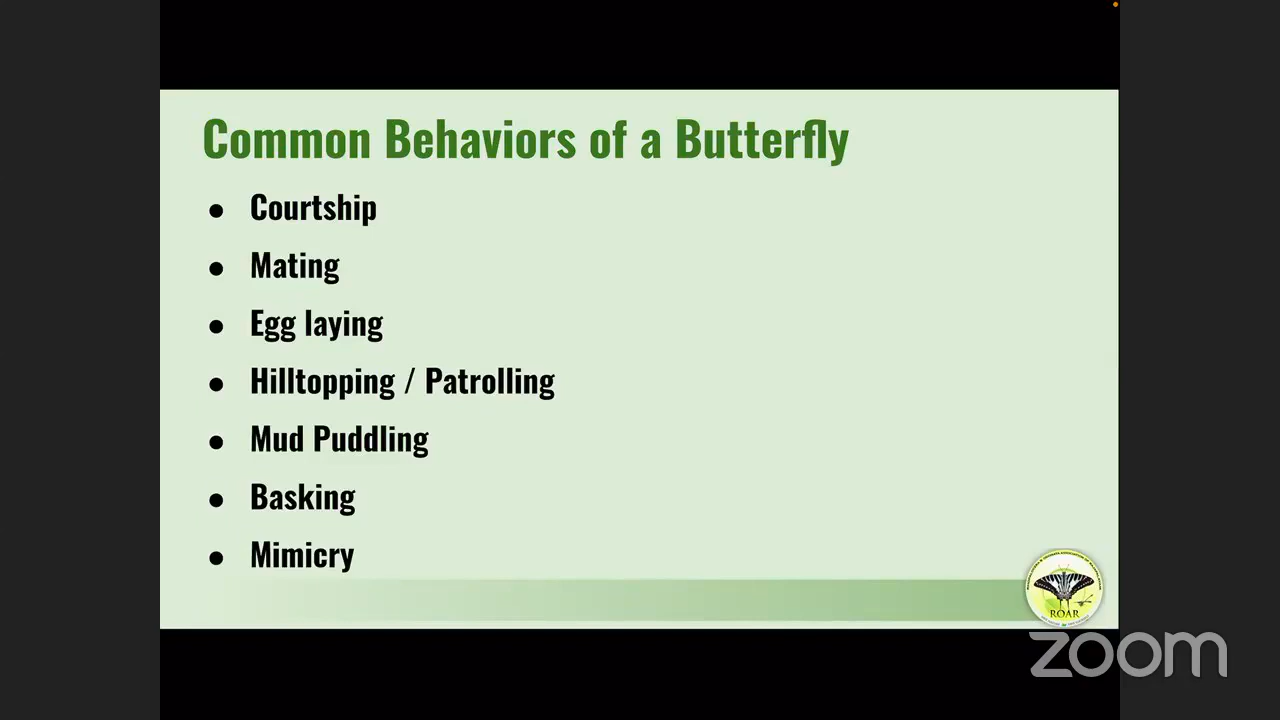 Common Behaviors of a Butterfly
● Courtship
● Mating
● Egg laying
● Hilltopping / Patrolling
● Mud Puddling
● Basking
● Mimicry
ROAR
zoom